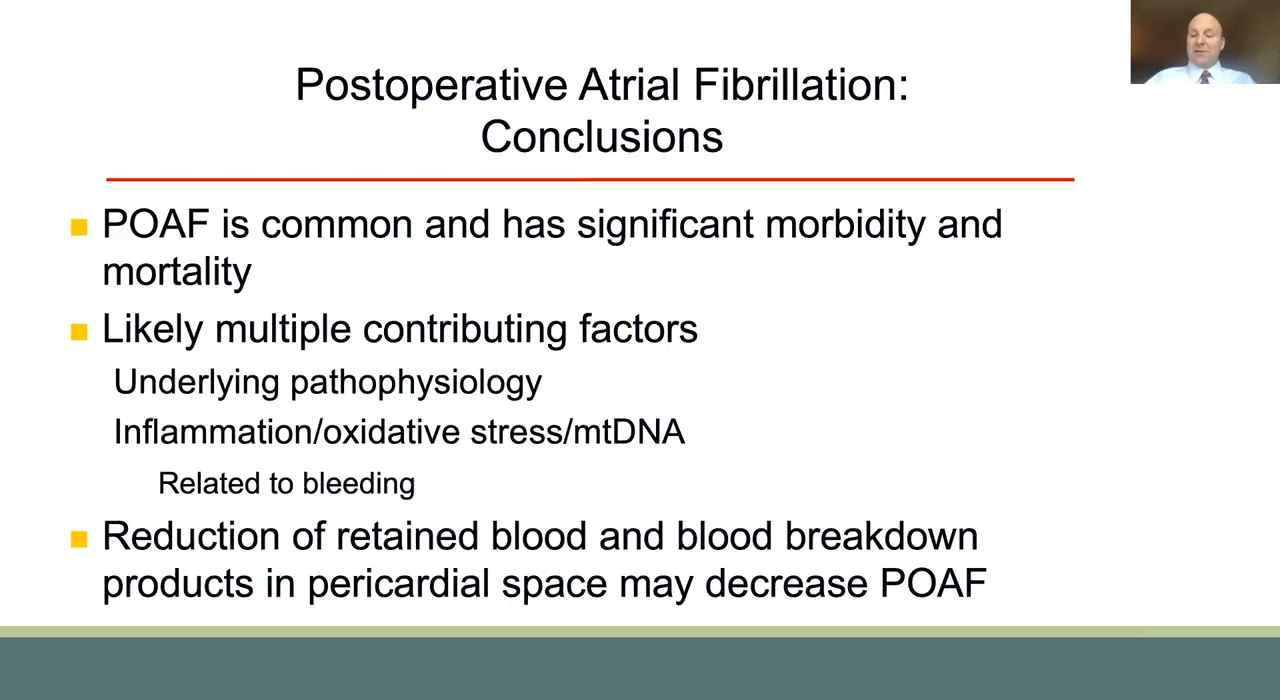 Postoperative Atrial Fibrillation:
Conclusions
POAF is common and has significant morbidity and
mortality
Likely multiple contributing factors
Underlying pathophysiology
Inflammation/oxidative stress/mtDNA
Related to bleeding
Reduction of retained blood and blood breakdown
products in pericardial space may decrease POAF